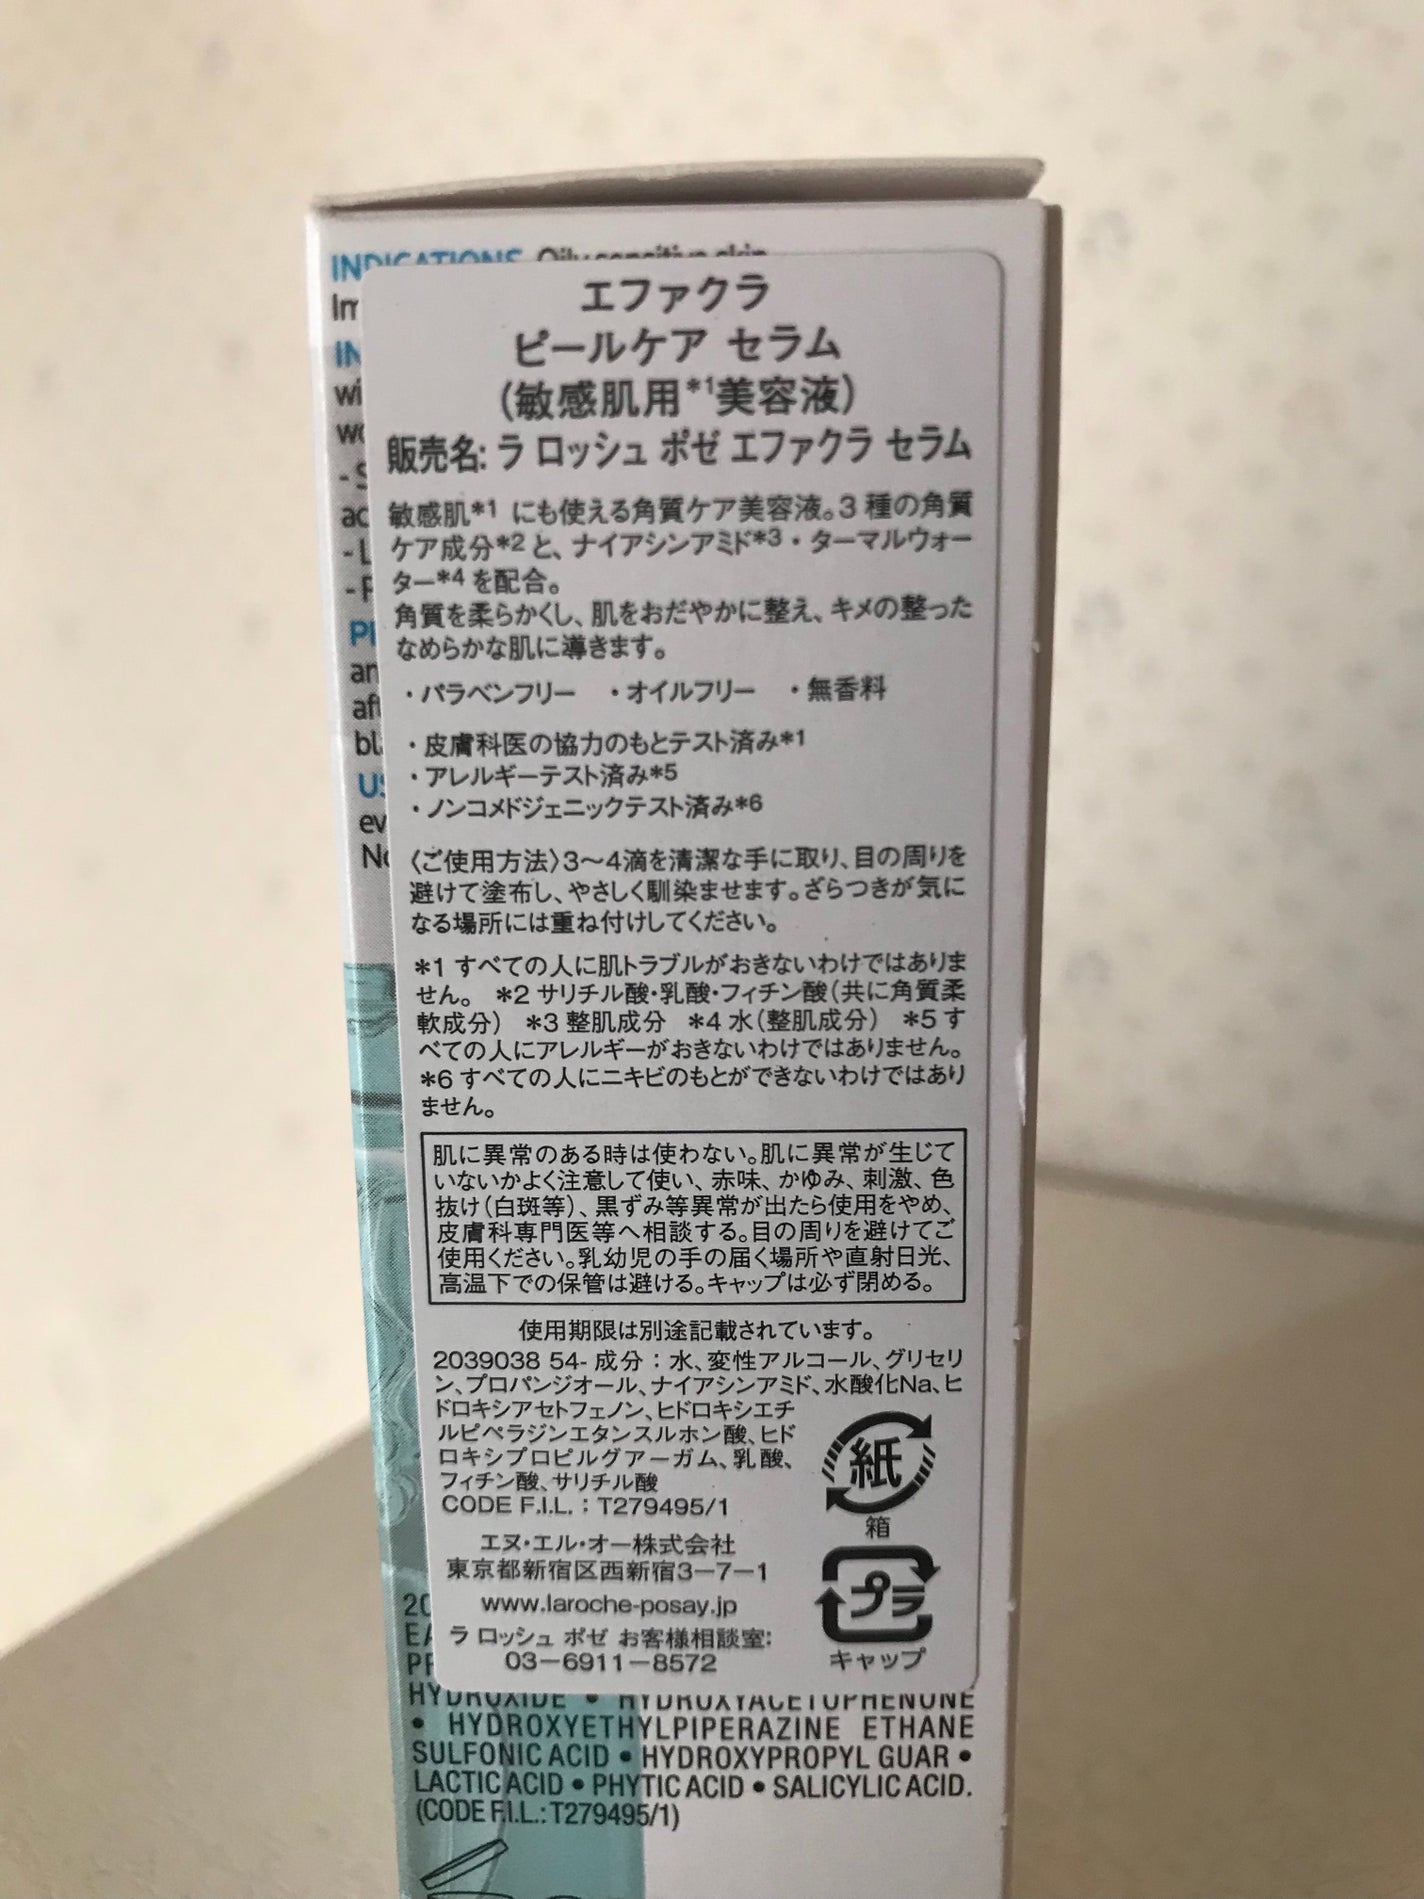 INDICATIONS Oily sensitive skin
エファクラ
ピールケア セラム
(敏感肌用*1美容液)
販売名: ラ ロッシュ ポゼ エファクラ セラム
敏感肌*1 にも使える角質ケア美容液。3 種の角質
ケア成分*2 と、ナイアシンアミド*3・ターマルウォー
ター*4 を配合。
角質を柔らかくし、肌をおだやかに整え、キメの整った
なめらかな肌に導きます。
・パラベンフリー ・オイルフリー ・無香料
・皮膚科医の協力のもとテスト済み*1
・アレルギーテスト済み*5
・ノンコメドジェニックテスト済み*6
〈ご使用方法〉3〜4滴を清潔な手に取り、目の周りを
避けて塗布し、やさしく馴染ませます。ざらつきが気に
なる場所には重ね付けしてください。
*1 すべての人に肌トラブルがおきないわけではありま
せん。 *2 サリチル酸・乳酸・フィチン酸(共に角質柔
軟成分) *3 整肌成分 *4 水(整肌成分) *5 す
べての人にアレルギーがおきないわけではありません。
*6 すべての人にニキビのもとができないわけではあり
ません。
肌に異常のある時は使わない。肌に異常が生じて
いないかよく注意して使い、赤味、かゆみ、刺激、色
抜け(白斑等)、黒ずみ等異常が出たら使用をやめ、
皮膚科専門医等へ相談する。目の周りを避けてご
使用ください。乳幼児の手の届く場所や直射日光、
高温下での保管は避ける。キャップは必ず閉める。
使用期限は別途記載されています。
2039038 54- 成分：水、変性アルコール、グリセリ
ン、プロパンジオール、ナイアシンアミド、水酸化Na、ヒ
ドロキシアセトフェノン、ヒドロキシエチ
ルピペラジンエタンスルホン酸、ヒド
ロキシプロピルグアーガム、乳酸、
フィチン酸、サリチル酸
CODE F.I.L.：T279495/1
紙
箱
エヌ・エル・オー株式会社
東京都新宿区西新宿3－7－1
www.laroche-posay.jp
ラ ロッシュ ポゼ お客様相談室:
03－6911－8572
プラ
キャップ
HYDROXIDE • HYDROXYACETOPHENONE
• HYDROXYETHYLPIPERAZINE ETHANE
SULFONIC ACID • HYDROXYPROPYL GUAR •
LACTIC ACID • PHYTIC ACID • SALICYLIC ACID.
(CODE F.I.L.: T279495/1)